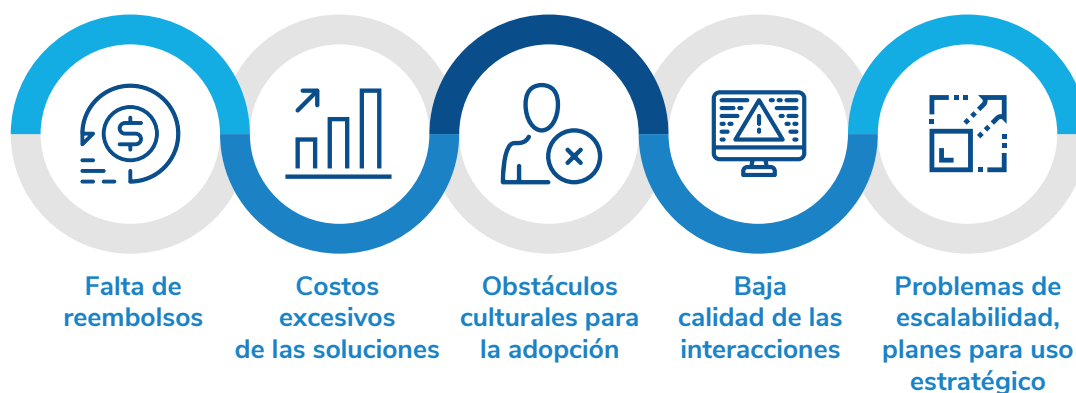 Falta de
reembolsos
Costos
excesivos
de las soluciones
Obstáculos
culturales para
la adopción
Baja
calidad de las
interacciones
Problemas de
escalabilidad,
planes para uso
estratégico